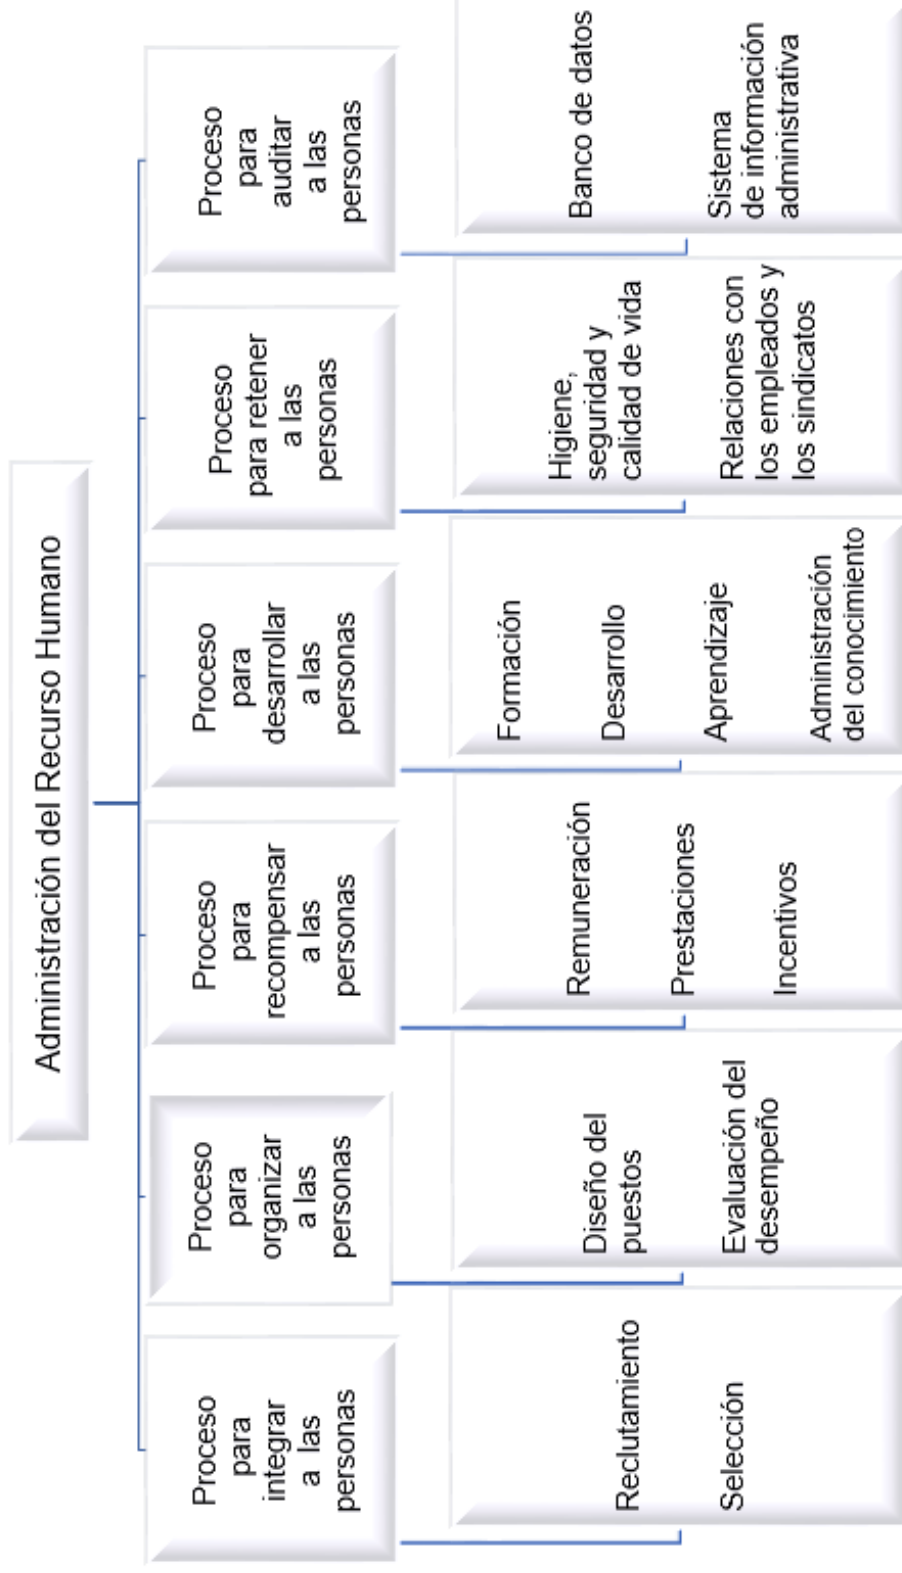 Administración del Recurso Humano
Proceso
para
integrar
a las
personas
Proceso
para
organizar
a las
personas
Proceso
para
recompensar
a las
personas
Proceso
para
desarrollar
a las
personas
Proceso
para retener
a las
personas
Proceso
para
auditar
a las
personas
Reclutamiento
Selección
Diseño del
puestos
Evaluación del
desempeño
Remuneración
Prestaciones
Incentivos
Formación
Desarrollo
Aprendizaje
Administración
del conocimiento
Higiene,
seguridad y
calidad de vida
Relaciones con
los empleados y
los sindicatos
Banco de datos
Sistema
de información
administrativa